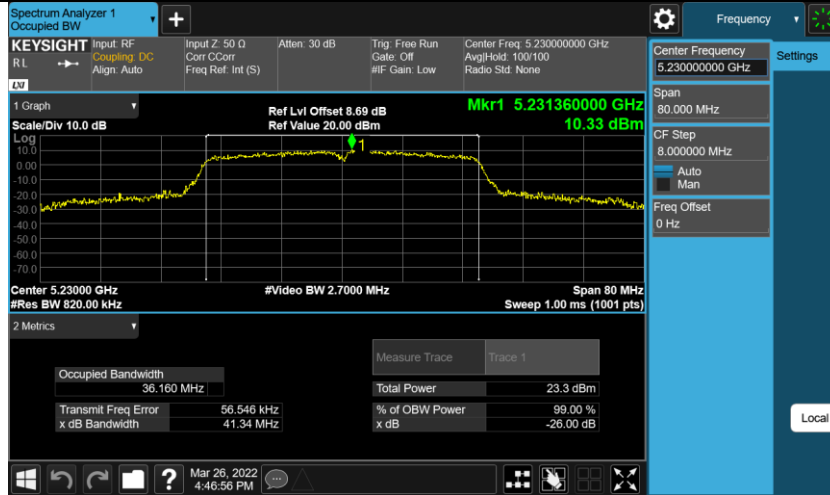 Spectrum Analyzer 1
Occupied BW
+
Frequency
KEYSIGHT
RL
LXI
Input: RF
Coupling: DC
Align: Auto
Input Z: 50 Ω
Corr CCorr
Freq Ref: Int (S)
Atten: 30 dB
Trig: Free Run
Gate: Off
#IF Gain: Low
Center Freq: 5.230000000 GHz
Avg|Hold: 100/100
Radio Std: None
Center Frequency
5.230000000 GHz
Settings
Span
80.000 MHz
CF Step
8.000000 MHz
Auto
Man
Freq Offset
0 Hz
Local
1 Graph
Scale/Div 10.0 dB
Ref Lvl Offset 8.69 dB
Ref Value 20.00 dBm
Mkr1 5.231360000 GHz
10.33 dBm
Log
10.0
0.00
-10.0
-20.0
-30.0
-40.0
-50.0
-60.0
-70.0
1
Center 5.23000 GHz
#Res BW 820.00 kHz
#Video BW 2.7000 MHz
Span 80 MHz
Sweep 1.00 ms (1001 pts)
2 Metrics
Measure Trace
Trace 1
Occupied Bandwidth
36.160 MHz
Total Power
23.3 dBm
Transmit Freq Error
56.546 kHz
% of OBW Power
99.00 %
x dB Bandwidth
41.34 MHz
x dB
-26.00 dB
?
Mar 26, 2022
4:46:56 PM